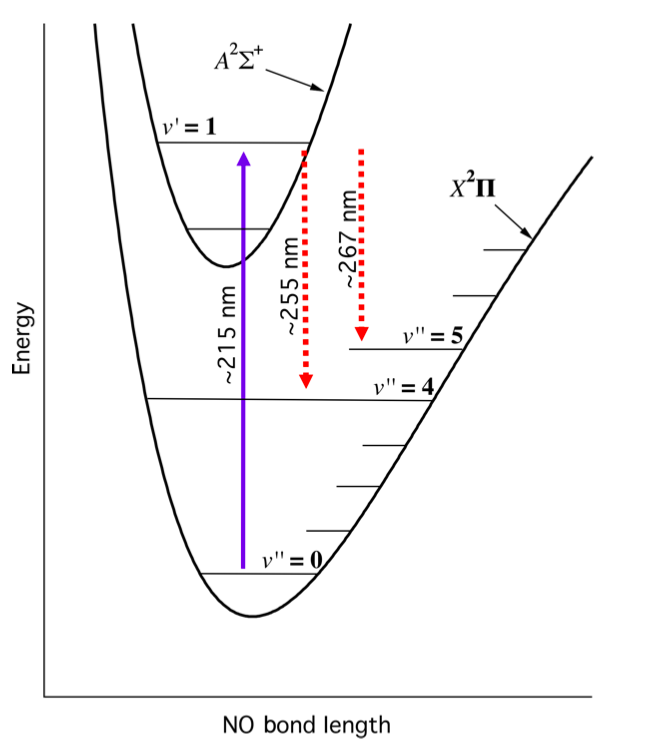 A²Σ⁺
v' = 1
X²Π
~215 nm
~255 nm
~267 nm
v'' = 5
v'' = 4
v'' = 0
Energy
NO bond length